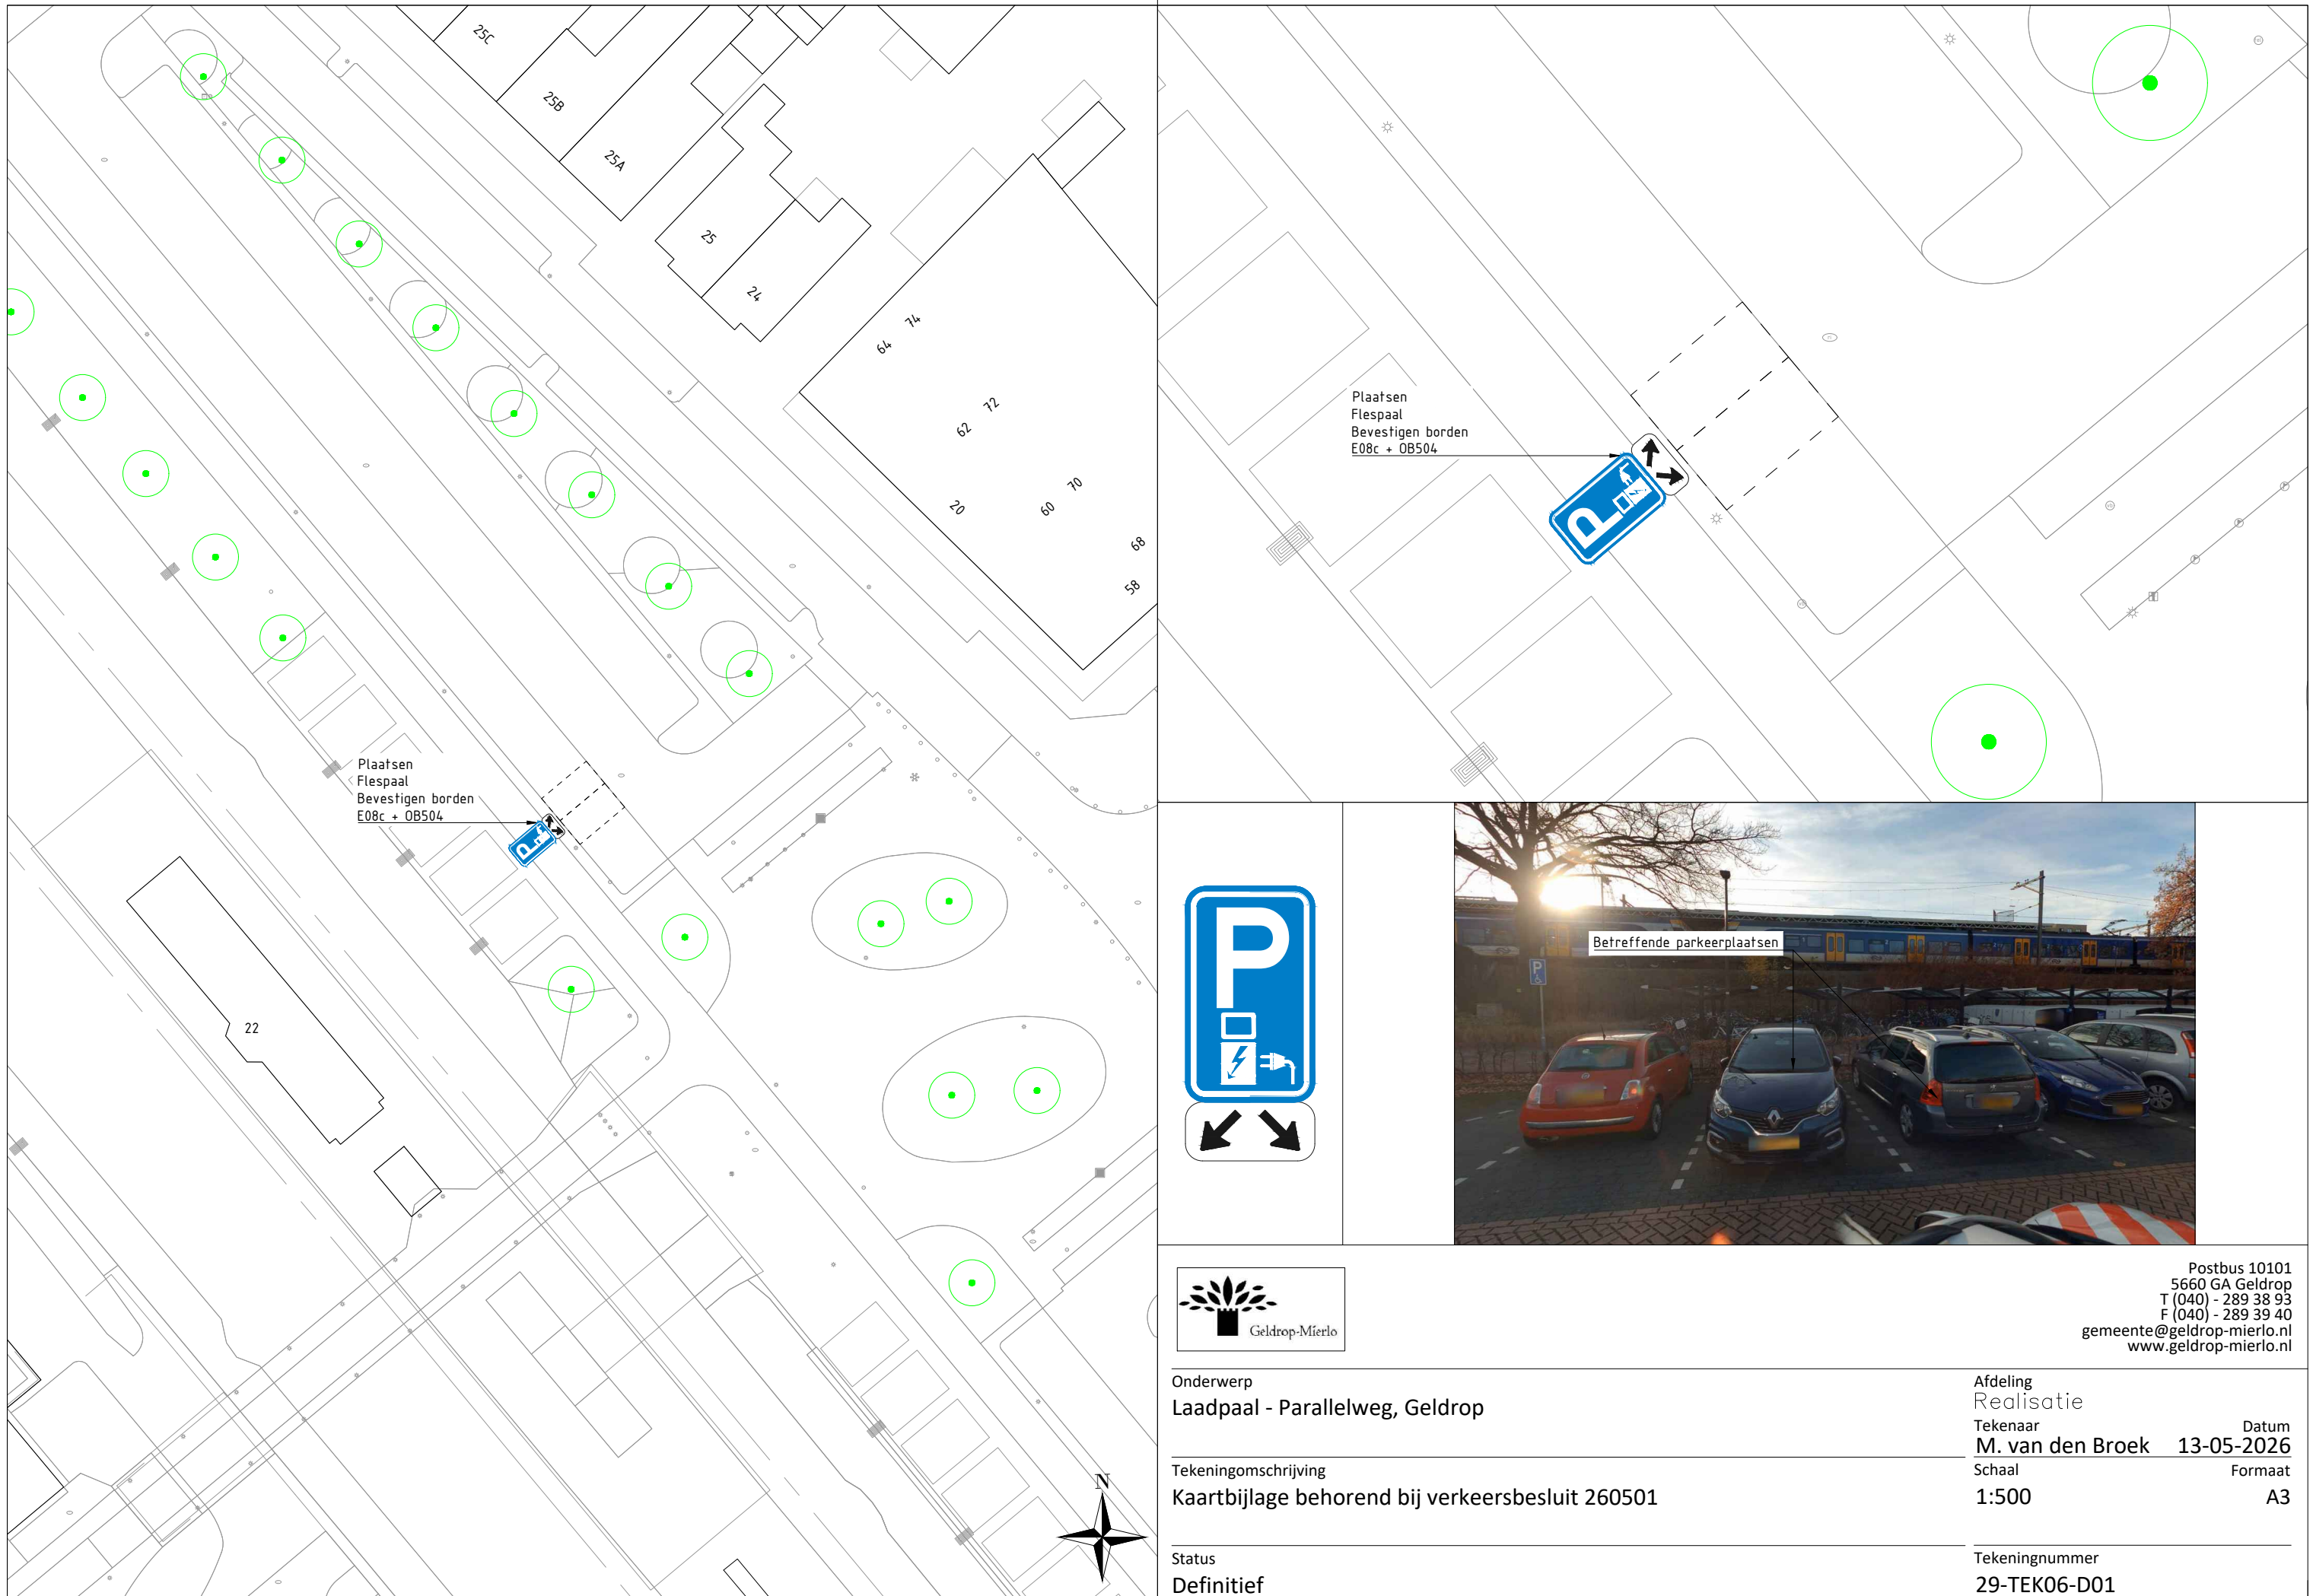 25C
25B
25A
25
24
64
74
62
72
20
60
70
68
58
Plaatsen
Flespaal
Bevestigen borden
E08c + OB504
22
N
Plaatsen
Flespaal
Bevestigen borden
E08c + OB504
P
P
P
Betreffende parkeerplaatsen
P
Geldrop-Mierlo
Postbus 10101
5660 GA Geldrop
T (040) - 289 38 93
F (040) - 289 39 40
gemeente@geldrop-mierlo.nl
www.geldrop-mierlo.nl
Onderwerp
Laadpaal - Parallelweg, Geldrop
Afdeling
Realisatie
Tekenaar Datum
M. van den Broek 13-05-2026
Tekeningomschrijving
Kaartbijlage behorend bij verkeersbesluit 260501
Schaal Formaat
1:500 A3
Status
Definitief
Tekeningnummer
29-TEK06-D01